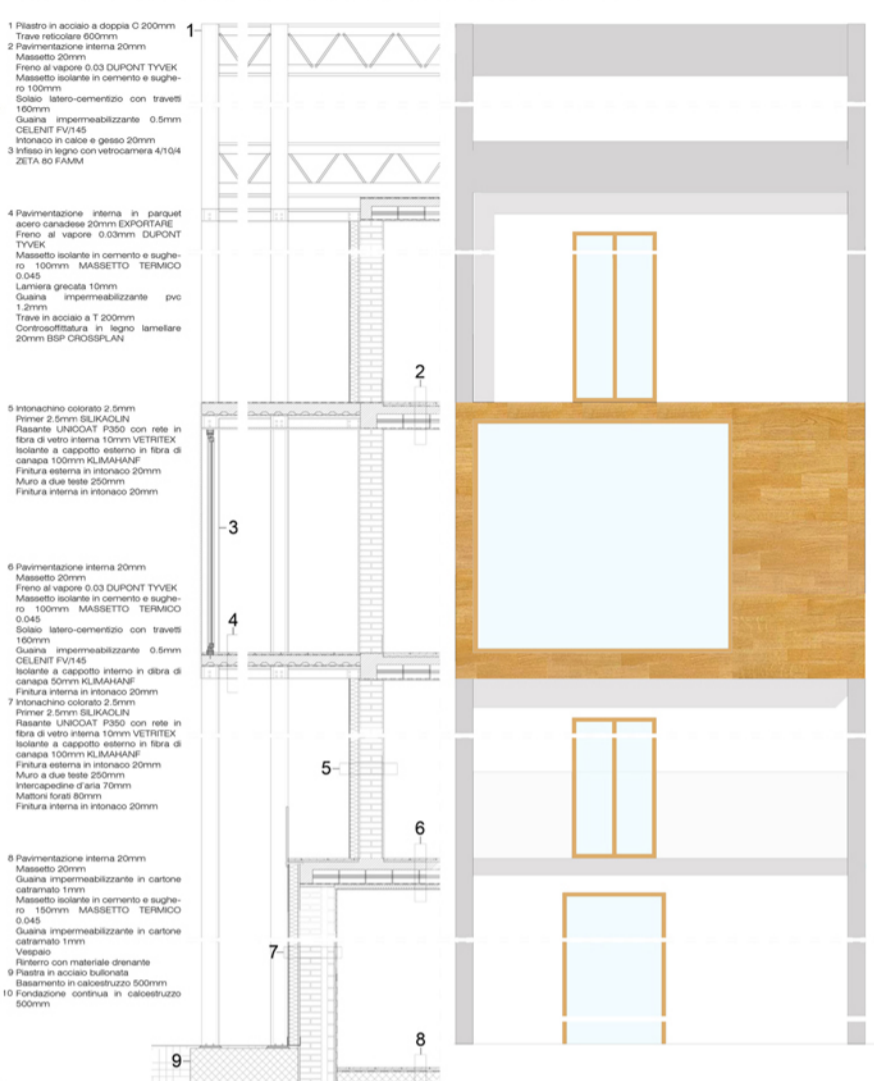 1 Pilastro in acciaio a doppia C 200mm
Trave reticolare 600mm
2 Pavimentazione interna 20mm
Massetto 20mm
Freno al vapore 0.03 DUPONT TYVEK
Massetto isolante in cemento e sughe-
ro 100mm
Solaio latero-cementizio con travetti
160mm
Guaina impermeabilizzante 0.5mm
CELENIT FV/145
Intonaco in calce e gesso 20mm
3 Infisso in legno con vetrocamera 4/10/4
ZETA 80 FAMM
4 Pavimentazione interna in parquet
acero canadese 20mm EXPORTARE
Freno al vapore 0.03mm DUPONT
TYVEK
Massetto isolante in cemento e sughe-
ro 100mm MASSETTO TERMICO
0.045
Lamiera grecata 10mm
Guaina impermeabilizzante pvc
1.2mm
Trave in acciaio a T 200mm
Controsoffittatura in legno lamellare
20mm BSP CROSSPLAN
5 Intonachino colorato 2.5mm
Primer 2.5mm SILIKAOLIN
Rasante UNICOAT P350 con rete in
fibra di vetro interna 10mm VETRITEX
Isolante a cappotto esterno in fibra di
canapa 100mm KLIMAHANF
Finitura esterna in intonaco 20mm
Muro a due teste 250mm
Finitura interna in intonaco 20mm
6 Pavimentazione interna 20mm
Massetto 20mm
Freno al vapore 0.03 DUPONT TYVEK
Massetto isolante in cemento e sughe-
ro 100mm MASSETTO TERMICO
0.045
Solaio latero-cementizio con travetti
160mm
Guaina impermeabilizzante 0.5mm
CELENIT FV/145
Isolante a cappotto interno in dibra di
canapa 50mm KLIMAHANF
Finitura interna in intonaco 20mm
7 Intonachino colorato 2.5mm
Primer 2.5mm SILIKAOLIN
Rasante UNICOAT P350 con rete in
fibra di vetro interna 10mm VETRITEX
Isolante a cappotto esterno in fibra di
canapa 100mm KLIMAHANF
Finitura esterna in intonaco 20mm
Muro a due teste 250mm
Intercapedine d'aria 70mm
Mattoni forati 80mm
Finitura interna in intonaco 20mm
8 Pavimentazione interna 20mm
Massetto 20mm
Guaina impermeabilizzante in cartone
catramato 1mm
Massetto isolante in cemento e sughe-
ro 150mm MASSETTO TERMICO
0.045
Guaina impermeabilizzante in cartone
catramato 1mm
Vespaio
Rinterro con materiale drenante
9 Piastra in acciaio bullonata
Basamento in calcestruzzo 500mm
10 Fondazione continua in calcestruzzo
500mm
1
2
3
4
5
6
7
8
9